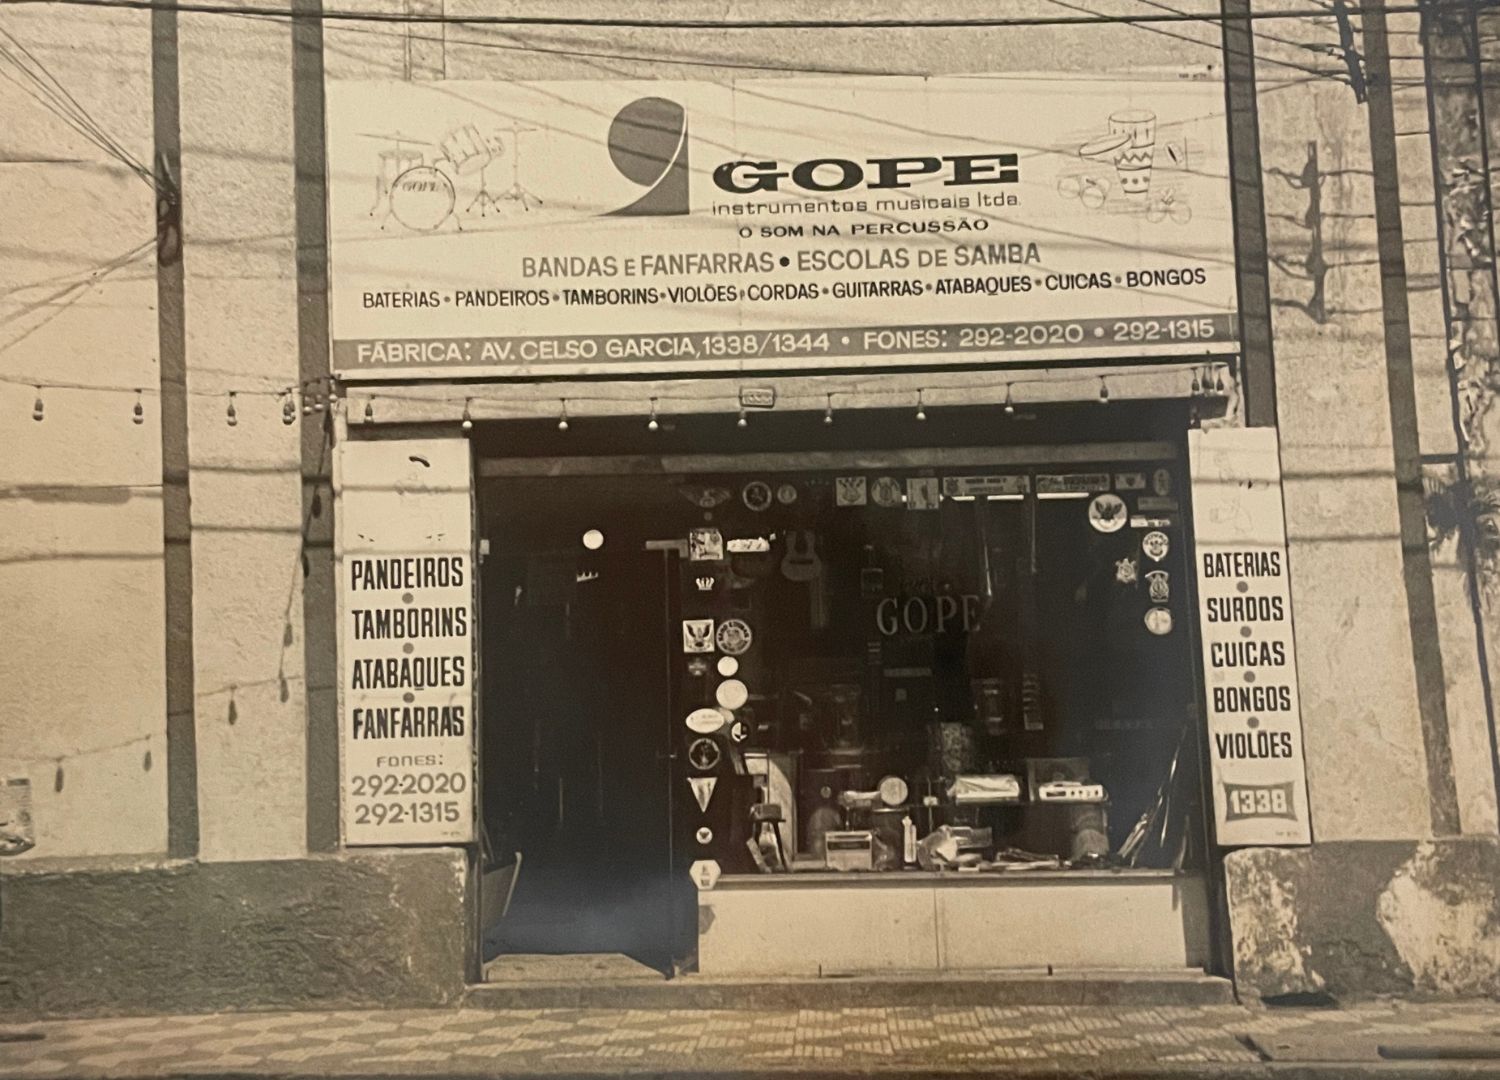 GOPE
GOPE
instrumentos musicais ltda.
O SOM NA PERCUSSÃO
BANDAS E FANFARRAS • ESCOLAS DE SAMBA
BATERIAS • PANDEIROS • TAMBORINS • VIOLÕES • CORDAS • GUITARRAS • ATABAQUES • CUICAS • BONGOS
FÁBRICA: AV. CELSO GARCIA, 1338/1344 • FONES: 292-2020 • 292-1315
1338
PANDEIROS
TAMBORINS
ATABAQUES
FANFARRAS
FONES:
292-2020
292-1315
GOPE
BATERIAS
SURDOS
CUICAS
BONGOS
VIOLÕES
1338